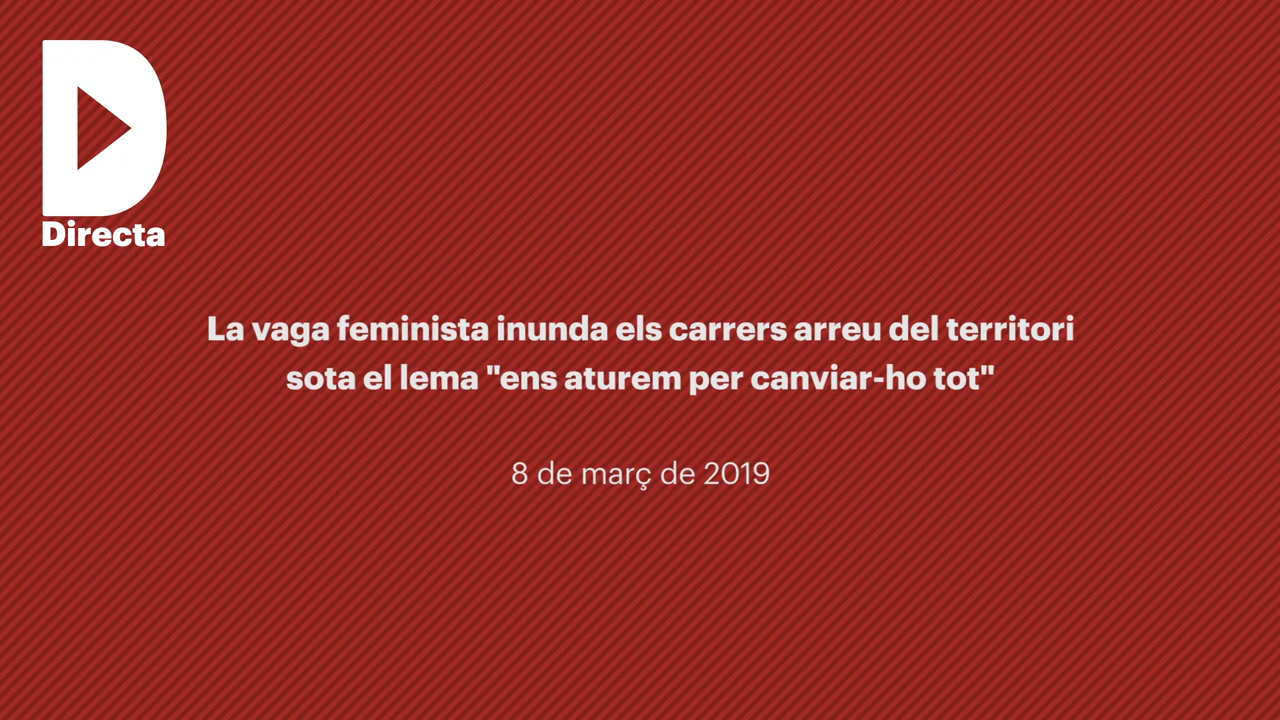 Directa
La vaga feminista inunda els carrers arreu del territori
sota el lema "ens aturem per canviar-ho tot"
8 de març de 2019